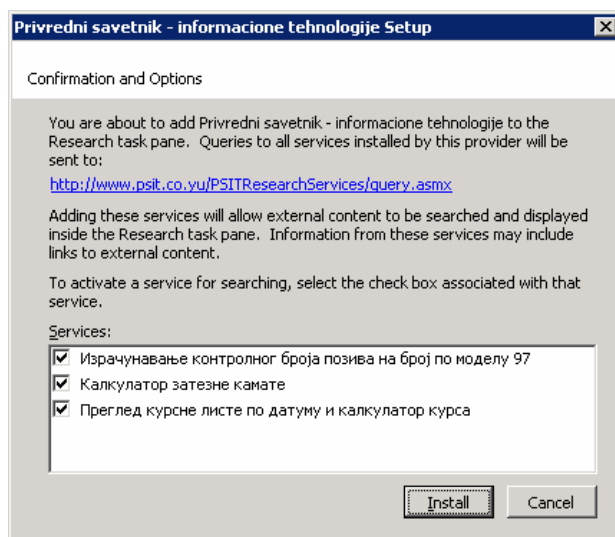 Privredni savetnik - informacione tehnologije Setup
Confirmation and Options
You are about to add Privredni savetnik - informacione tehnologije to the
Research task pane. Queries to all services installed by this provider will be
sent to:
http://www.psit.co.yu/PSITResearchServices/query.asmx
Adding these services will allow external content to be searched and displayed
inside the Research task pane. Information from these services may include
links to external content.
To activate a service for searching, select the check box associated with that
service.
Services:
Израчунавање контролног броја позива на број по моделу 97
Калкулатор затезне камате
Преглед курсне листе по датуму и калкулатор курса
Install
Cancel